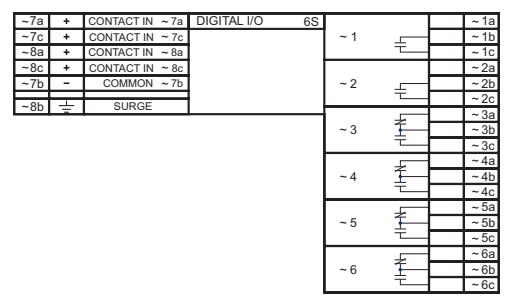 ~7a + CONTACT IN ~7a DIGITAL I/O 6S
~7c + CONTACT IN ~7c
~8a + CONTACT IN ~8a
~8c + CONTACT IN ~8c
~7b − COMMON ~7b
~8b SURGE
~1
~1a
~1b
~1c
~2
~2a
~2b
~2c
~3
~3a
~3b
~3c
~4
~4a
~4b
~4c
~5
~5a
~5b
~5c
~6
~6a
~6b
~6c